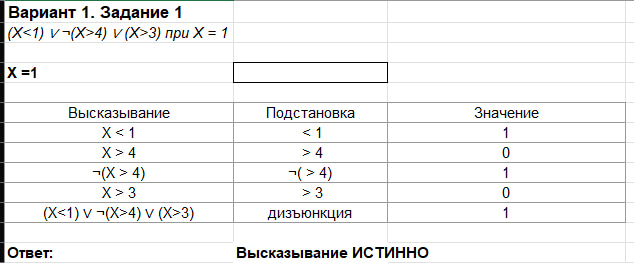 Вариант 1. Задание 1
(X<1) ∨ ¬(X>4) ∨ (X>3) при X = 1
X =1
Высказывание Подстановка Значение
X < 1 < 1 1
X > 4 > 4 0
¬(X > 4) ¬( > 4) 1
X > 3 > 3 0
(X<1) ∨ ¬(X>4) ∨ (X>3) дизъюнкция 1
Ответ: Высказывание ИСТИННО